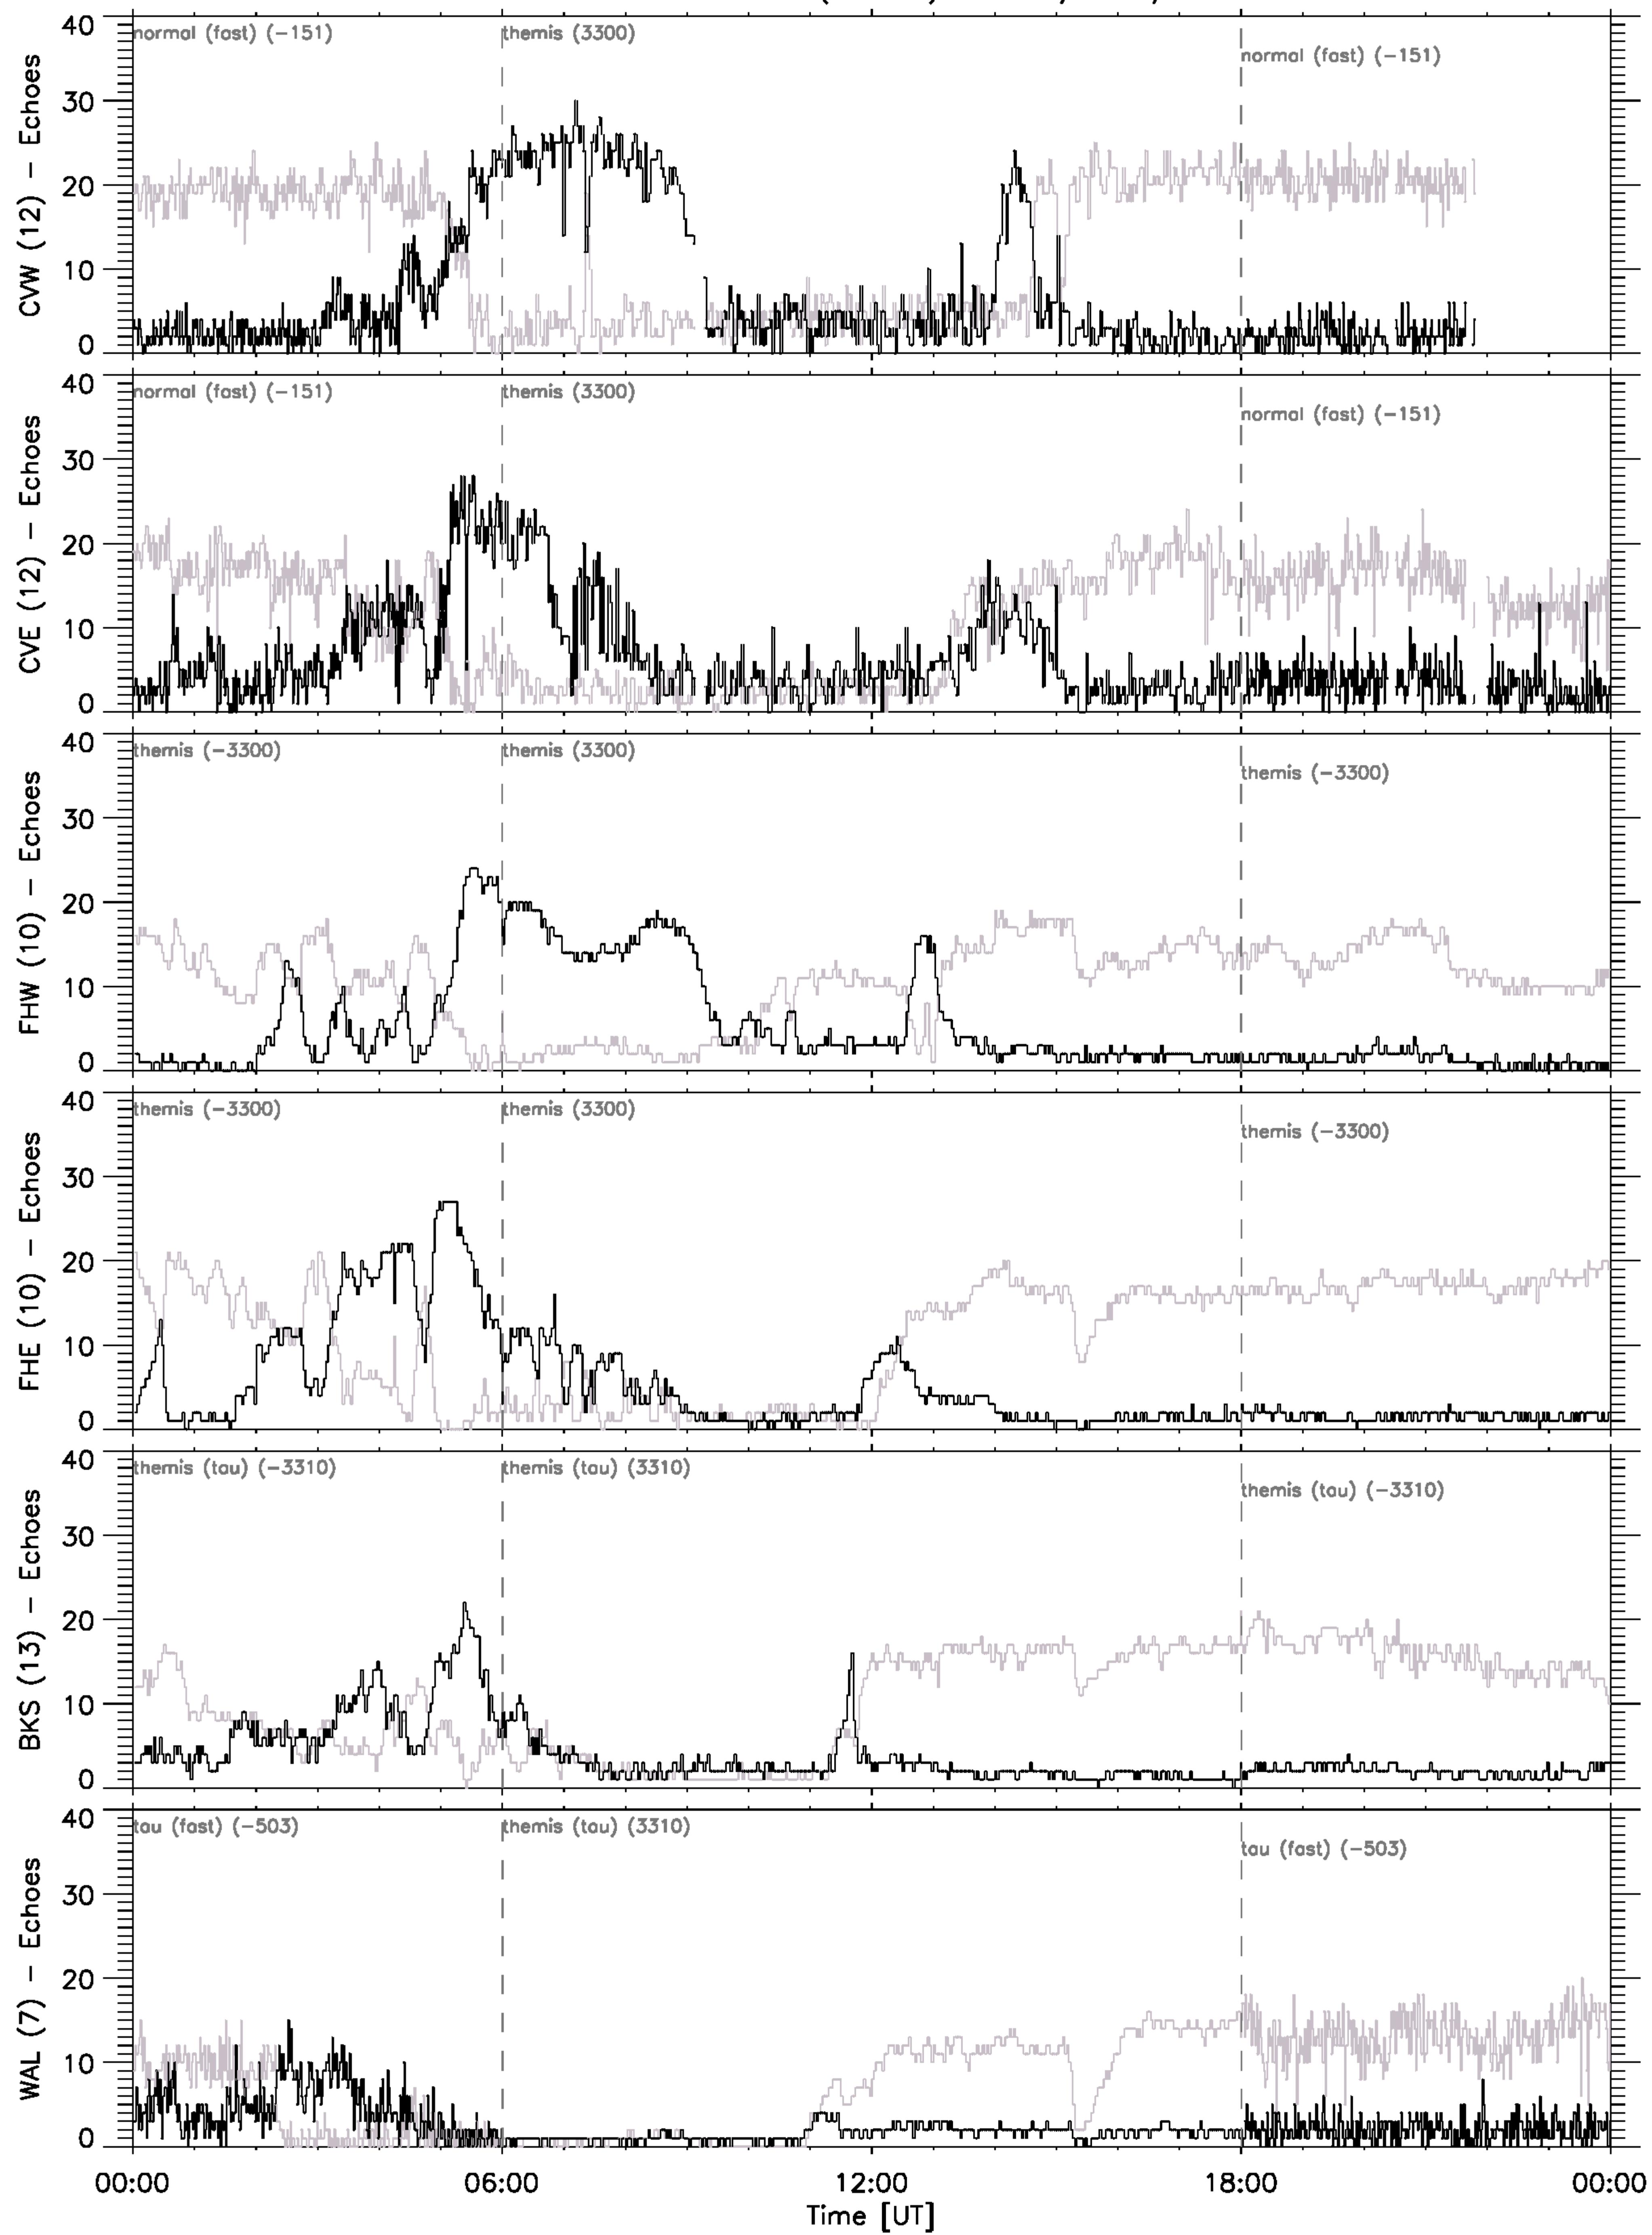 40
normal (fast) (-151)
themis (3300)
normal (fast) (-151)
30
20
10
0
CVW (12) - Echoes
40
normal (fast) (-151)
themis (3300)
normal (fast) (-151)
30
20
10
0
CVE (12) - Echoes
40
themis (-3300)
themis (3300)
themis (-3300)
30
20
10
0
FHW (10) - Echoes
40
themis (-3300)
themis (3300)
themis (-3300)
30
20
10
0
FHE (10) - Echoes
40
themis (tau) (-3310)
themis (tau) (3310)
themis (tau) (-3310)
30
20
10
0
BKS (13) - Echoes
40
tau (fast) (-503)
themis (tau) (3310)
tau (fast) (-503)
30
20
10
0
WAL (7) - Echoes
00:00 06:00 12:00 18:00 00:00
Time [UT]